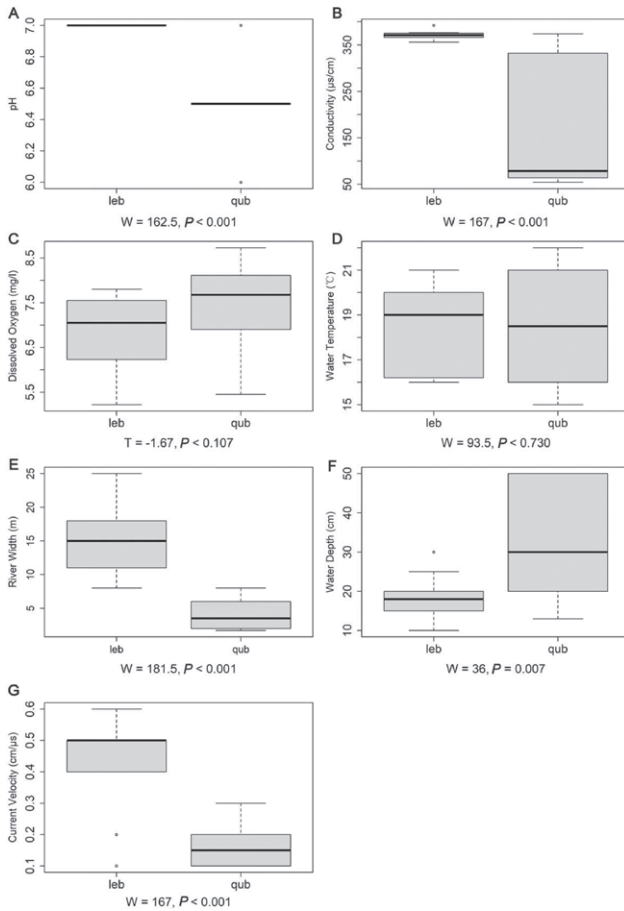 A
7.0
6.8
6.6
6.4
6.2
6.0
pH
leb qub
W = 162.5, P < 0.001
B
350
250
150
50
Conductivity (µs/cm)
leb qub
W = 167, P < 0.001
C
8.5
7.5
6.5
5.5
Dissolved Oxygen (mg/l)
leb qub
T = -1.67, P < 0.107
D
21
19
17
15
Water Temperature (℃)
leb qub
W = 93.5, P < 0.730
E
25
20
15
5
River Width (m)
leb qub
W = 181.5, P < 0.001
F
50
40
30
20
10
Water Depth (cm)
leb qub
W = 36, P = 0.007
G
0.6
0.5
0.4
0.3
0.2
0.1
Current Velocity (cm/µs)
leb qub
W = 167, P < 0.001